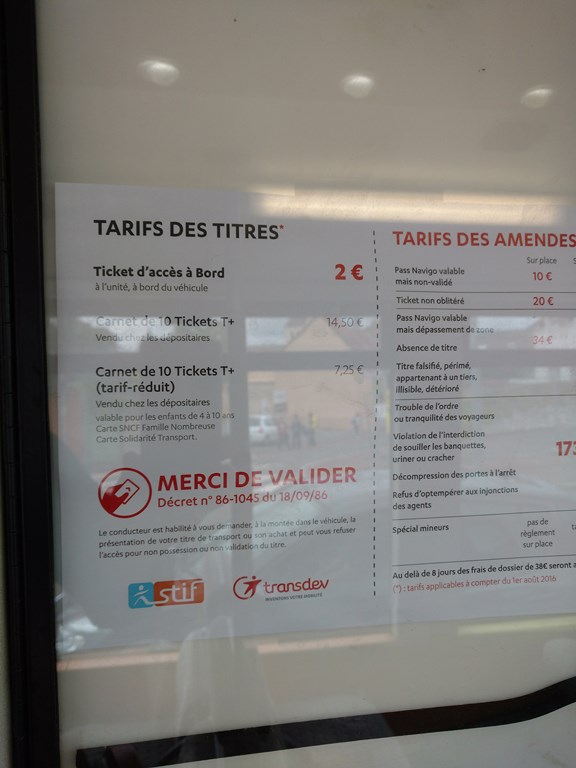 TARIFS DES TITRES*
Ticket d'accès à Bord 2 €
à l'unité, à bord du véhicule
Carnet de 10 Tickets T+ 14,50 €
Vendu chez les dépositaires
Carnet de 10 Tickets T+ 7,25 €
(tarif-réduit)
Vendu chez les dépositaires
valable pour les enfants de 4 à 10 ans
Carte SNCF Famille Nombreuse
Carte Solidarité Transport.
MERCI DE VALIDER
Décret n° 86-1045 du 18/09/86
Le conducteur est habilité à vous demander, à la montée dans le véhicule, la
présentation de votre titre de transport ou son achat et peut vous refuser
l'accès pour non possession ou non validation du titre.
stif
transdev
TARIFS DES AMENDES
Sur place
Pass Navigo valable
mais non-validé 10 €
Ticket non oblitéré 20 €
Pass Navigo valable
mais dépassement de zone
34 €
Absence de titre
Titre falsifié, périmé,
appartenant à un tiers,
illisible, détérioré
Trouble de l'ordre
ou tranquilité des voyageurs
Violation de l'interdiction
de souiller les banquettes,
uriner ou cracher
173
Décompression des portes à l'arrêt
Refus d'optempérer aux injonctions
des agents
Spécial mineurs pas de
règlement
sur place
Au delà de 8 jours des frais de dossier de 38€ seront
(*) : tarifs applicables à compter du 1er août 2016